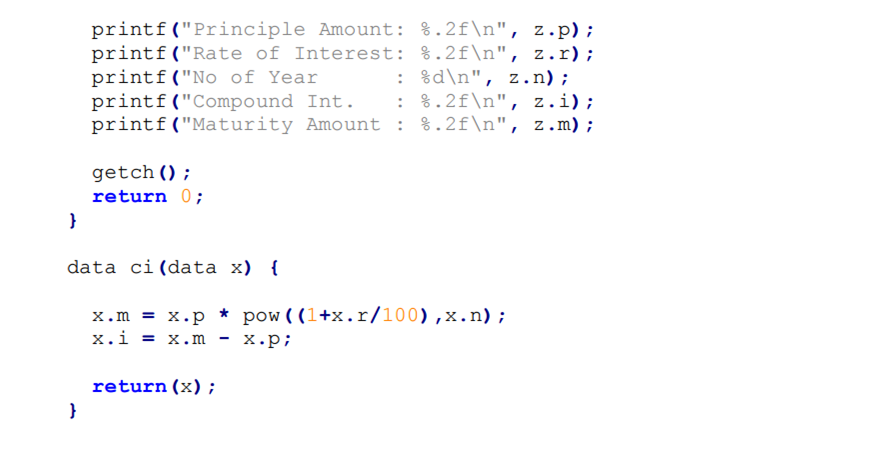 printf("Principle Amount: %.2f\n", z.p);
printf("Rate of Interest: %.2f\n", z.r);
printf("No of Year      : %d\n", z.n);
printf("Compound Int.   : %.2f\n", z.i);
printf("Maturity Amount : %.2f\n", z.m);
getch();
return 0;
}
data ci(data x) {
x.m = x.p * pow((1+x.r/100),x.n);
x.i = x.m - x.p;
return(x);
}